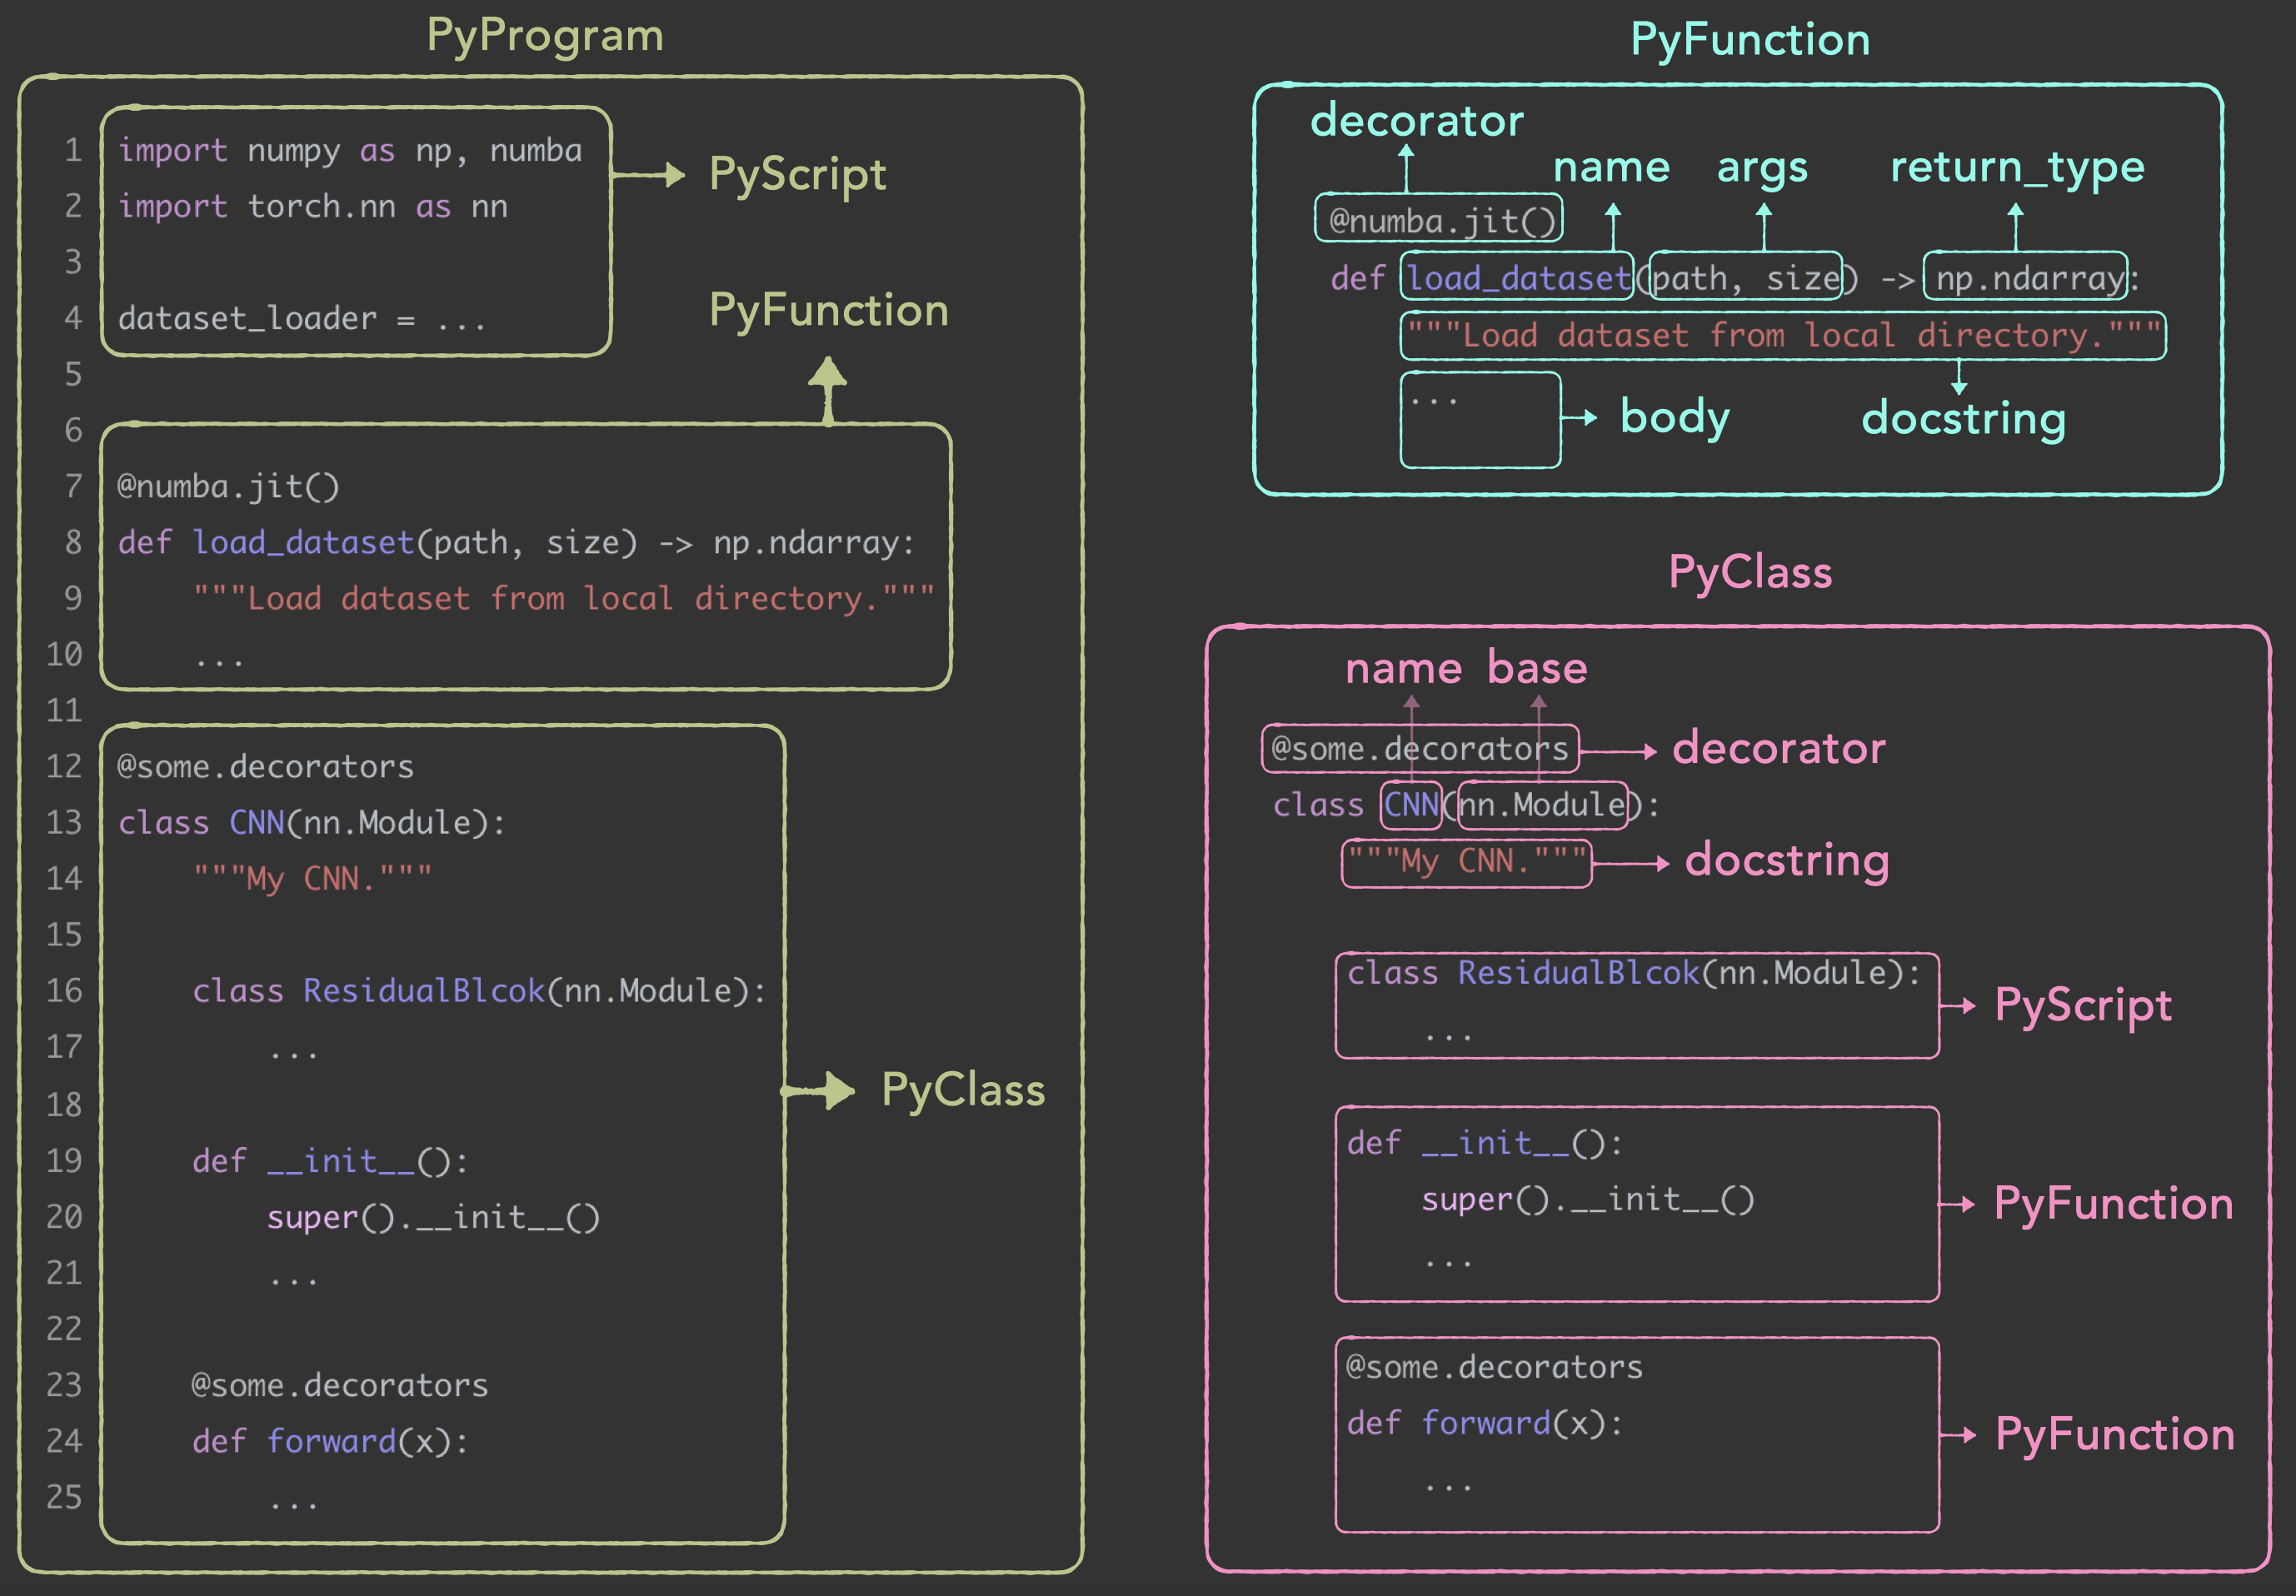 PyProgram
1 import numpy as np, numba
2 import torch.nn as nn
3
4 dataset_loader = ...
5
6
7 @numba.jit()
8 def load_dataset(path, size) -> np.ndarray:
9 """Load dataset from local directory."""
10 ...
11
12 @some.decorators
13 class CNN(nn.Module):
14 """My CNN."""
15
16 class ResidualBlcok(nn.Module):
17 ...
18
19 def __init__():
20 super().__init__()
21 ...
22
23 @some.decorators
24 def forward(x):
25 ...
PyScript
PyFunction
PyClass
PyFunction
decorator
name args return_type
@numba.jit()
def load_dataset(path, size) -> np.ndarray:
"""Load dataset from local directory."""
...
body docstring
PyClass
name base
@some.decorators decorator
class CNN(nn.Module):
"""My CNN.""" docstring
class ResidualBlcok(nn.Module):
...
PyScript
def __init__():
super().__init__()
...
PyFunction
@some.decorators
def forward(x):
...
PyFunction